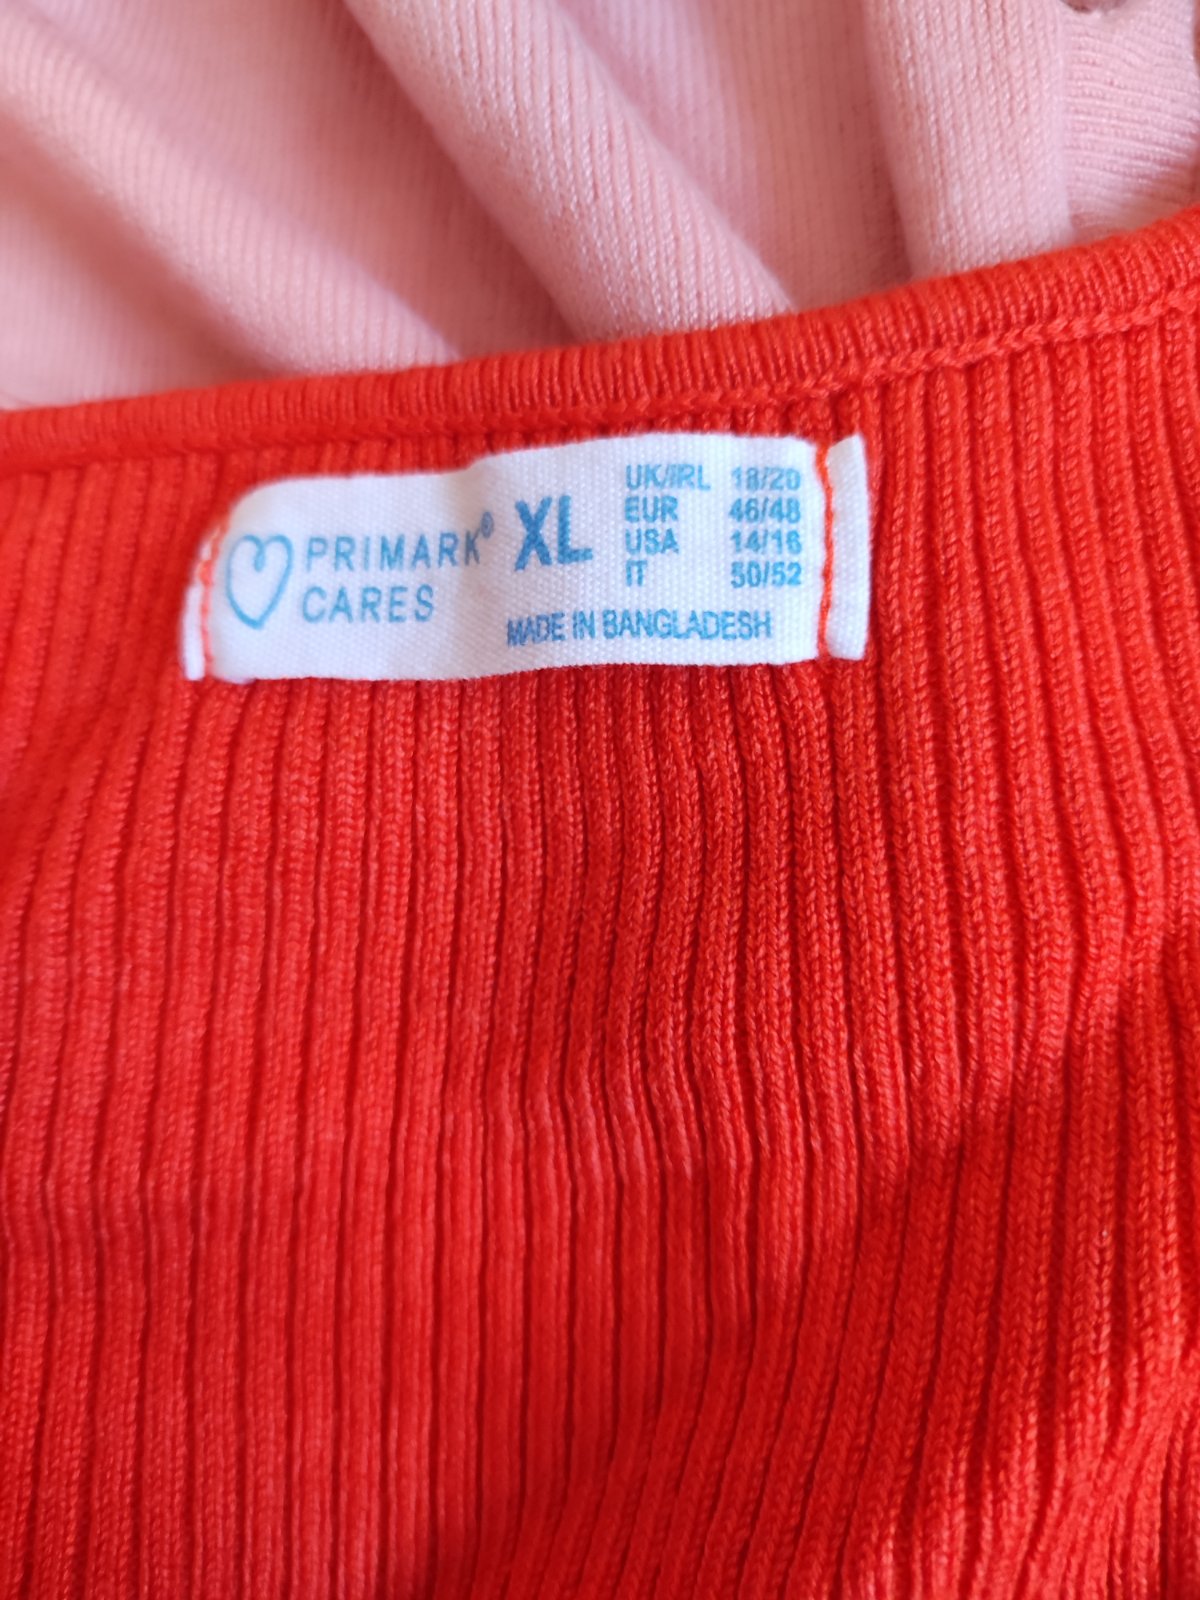 PRIMARK®
CARES
XL
UK/IRL 18/20
EUR 46/48
USA 14/16
IT 50/52
MADE IN BANGLADESH